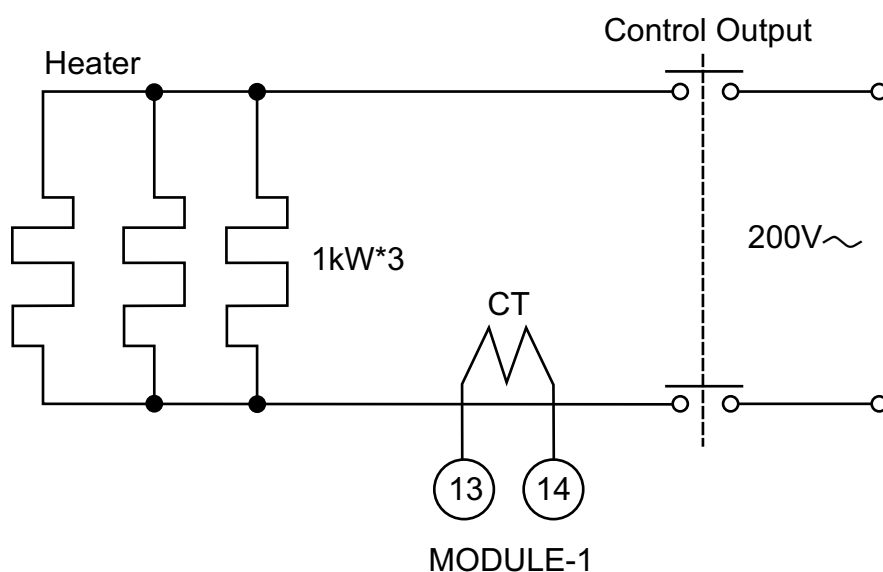 Control Output
Heater
200V～
1kW*3
CT
13
14
MODULE-1